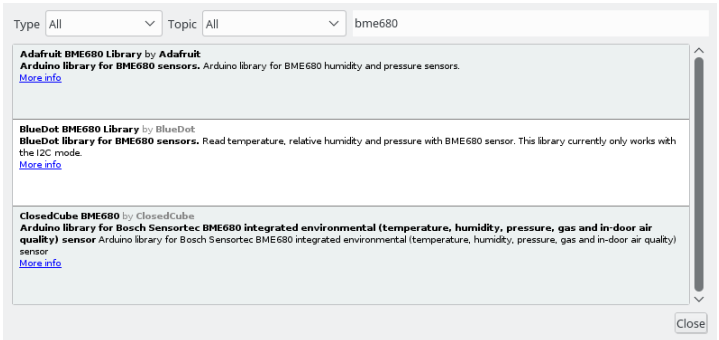 Type All Topic All bme680
Adafruit BME680 Library by Adafruit
Arduino library for BME680 sensors. Arduino library for BME680 humidity and pressure sensors.
More info
BlueDot BME680 Library by BlueDot
BlueDot library for BME680 sensors. Read temperature, relative humidity and pressure with BME680 sensor. This library currently only works with
the I2C mode.
More info
ClosedCube BME680 by ClosedCube
Arduino library for Bosch Sensortec BME680 integrated environmental (temperature, humidity, pressure, gas and in-door air
quality) sensor Arduino library for Bosch Sensortec BME680 integrated environmental (temperature, humidity, pressure, gas and in-door air quality)
sensor
More info
Close